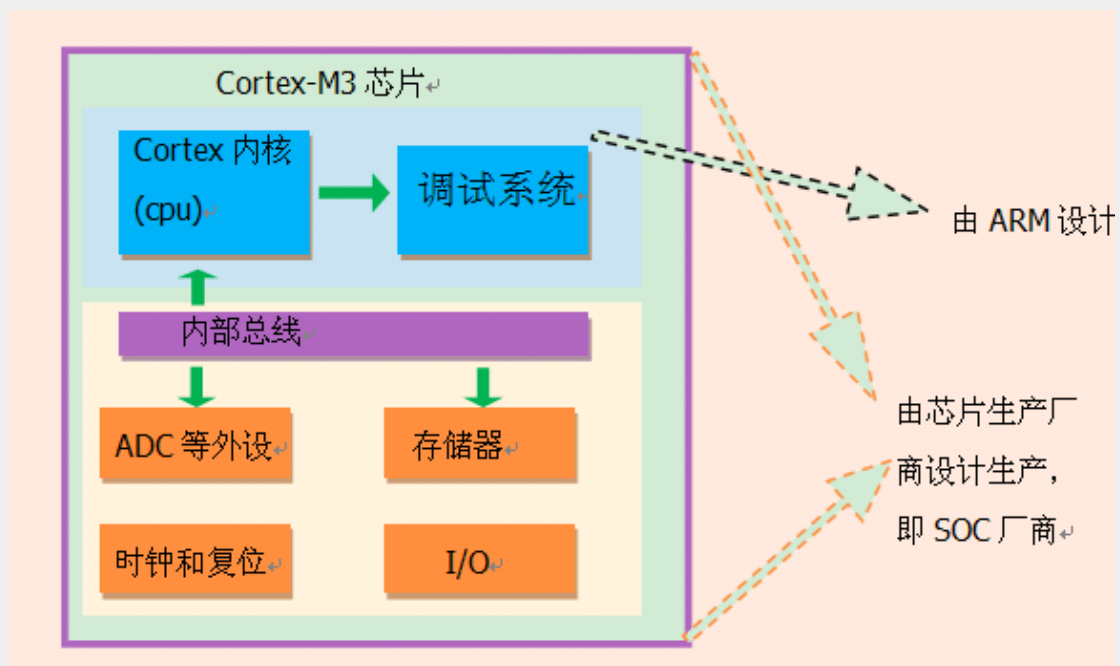 Cortex-M3 芯片
Cortex 内核
(cpu)
调试系统
由 ARM 设计
内部总线
ADC 等外设
存储器
时钟和复位
I/O
由芯片生产厂
商设计生产，
即 SOC 厂商